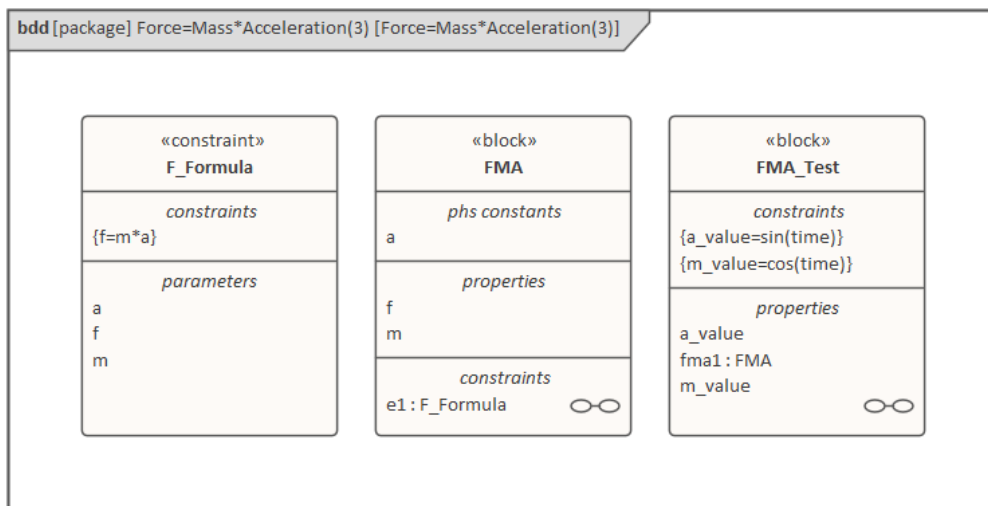 bdd [package] Force=Mass*Acceleration(3) [Force=Mass*Acceleration(3)]
«constraint»
F_Formula
constraints
{f=m*a}
parameters
a
f
m
«block»
FMA
phs constants
a
properties
f
m
constraints
e1 : F_Formula
«block»
FMA_Test
constraints
{a_value=sin(time)}
{m_value=cos(time)}
properties
a_value
fma1 : FMA
m_value